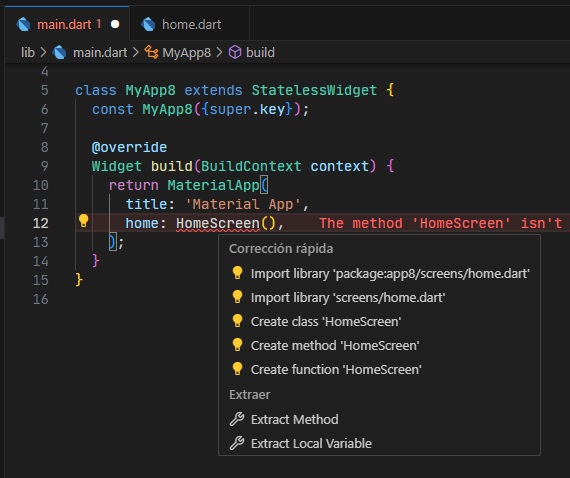 main.dart 1 ● home.dart
lib > main.dart > MyApp8 > build
4
5 class MyApp8 extends StatelessWidget {
6 const MyApp8({super.key});
7
8 @override
9 Widget build(BuildContext context) {
10 return MaterialApp(
11 title: 'Material App',
12 home: HomeScreen(), The method 'HomeScreen' isn't
13 );
14 }
15 }
16
Corrección rápida
Import library 'package:app8/screens/home.dart'
Import library 'screens/home.dart'
Create class 'HomeScreen'
Create method 'HomeScreen'
Create function 'HomeScreen'
Extraer
Extract Method
Extract Local Variable